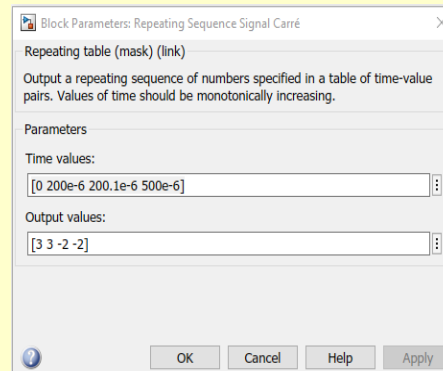 Block Parameters: Repeating Sequence Signal Carré
Repeating table (mask) (link)
Output a repeating sequence of numbers specified in a table of time-value
pairs. Values of time should be monotonically increasing.
Parameters
Time values:
[0 200e-6 200.1e-6 500e-6]
Output values:
[3 3 -2 -2]
OK Cancel Help Apply